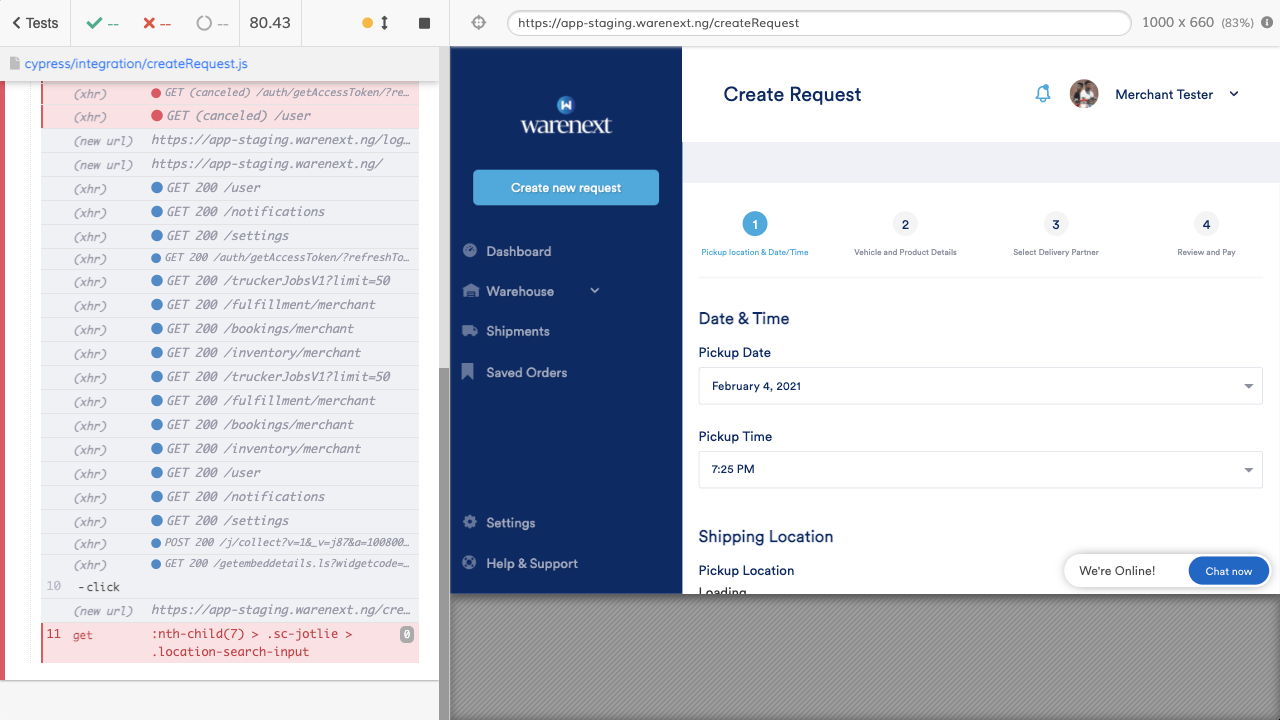 Tests
--
--
--
80.43
https://app-staging.warenext.ng/createRequest
1000 x 660 (83%)
cypress/integration/createRequest.js
(xhr) GET (canceled) /auth/getAccessToken/?re…
(xhr) GET (canceled) /user
(new url) https://app-staging.warenext.ng/log…
(new url) https://app-staging.warenext.ng/
(xhr) GET 200 /user
(xhr) GET 200 /notifications
(xhr) GET 200 /settings
(xhr) GET 200 /auth/getAccessToken/?refreshTo…
(xhr) GET 200 /truckerJobsV1?limit=50
(xhr) GET 200 /fulfillment/merchant
(xhr) GET 200 /bookings/merchant
(xhr) GET 200 /inventory/merchant
(xhr) GET 200 /truckerJobsV1?limit=50
(xhr) GET 200 /fulfillment/merchant
(xhr) GET 200 /bookings/merchant
(xhr) GET 200 /inventory/merchant
(xhr) GET 200 /user
(xhr) GET 200 /notifications
(xhr) GET 200 /settings
(xhr) POST 200 /j/collect?v=1&_v=j87&a=100800…
(xhr) GET 200 /getembeddetails.ls?widgetcode=…
10 -click
(new url) https://app-staging.warenext.ng/cre…
11 get :nth-child(7) > .sc-jotlie > 0
.location-search-input
warenext
Create new request
Dashboard
Warehouse
Shipments
Saved Orders
Settings
Help & Support
Create Request
Merchant Tester
1 2 3 4
Pickup location & Date/Time Vehicle and Product Details Select Delivery Partner Review and Pay
Date & Time
Pickup Date
February 4, 2021
Pickup Time
7:25 PM
Shipping Location
Pickup Location
Loading
We're Online! Chat now